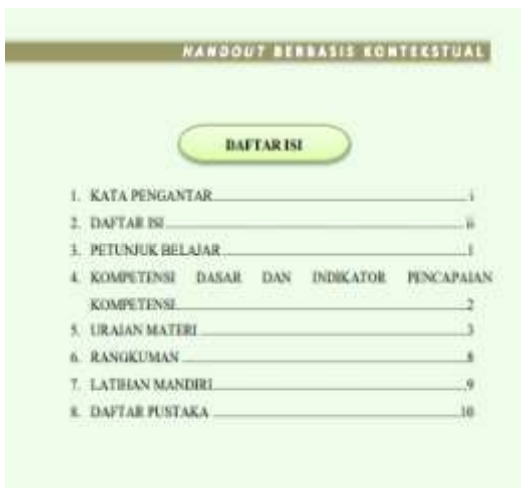 HANDOUT BERBASIS KONTEKSTUAL
DAFTAR ISI
1. KATA PENGANTAR i
2. DAFTAR ISI ii
3. PETUNJUK BELAJAR 1
4. KOMPETENSI DASAR DAN INDIKATOR PENCAPAIAN
KOMPETENSI 2
5. URAIAN MATERI 3
6. RANGKUMAN 8
7. LATIHAN MANDIRI 9
8. DAFTAR PUSTAKA 10